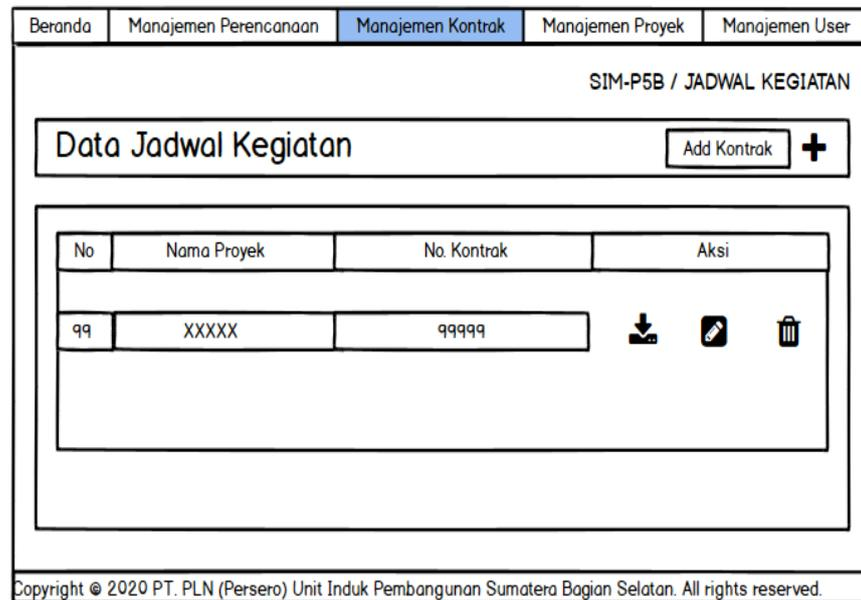 Beranda Manajemen Perencanaan Manajemen Kontrak Manajemen Proyek Manajemen User
SIM-P5B / JADWAL KEGIATAN
Data Jadwal Kegiatan Add Kontrak
No Nama Proyek No. Kontrak Aksi
99 XXXXX 99999
Copyright @ 2020 PT. PLN (Persero) Unit Induk Pembangunan Sumatera Bagian Selatan. All rights reserved.